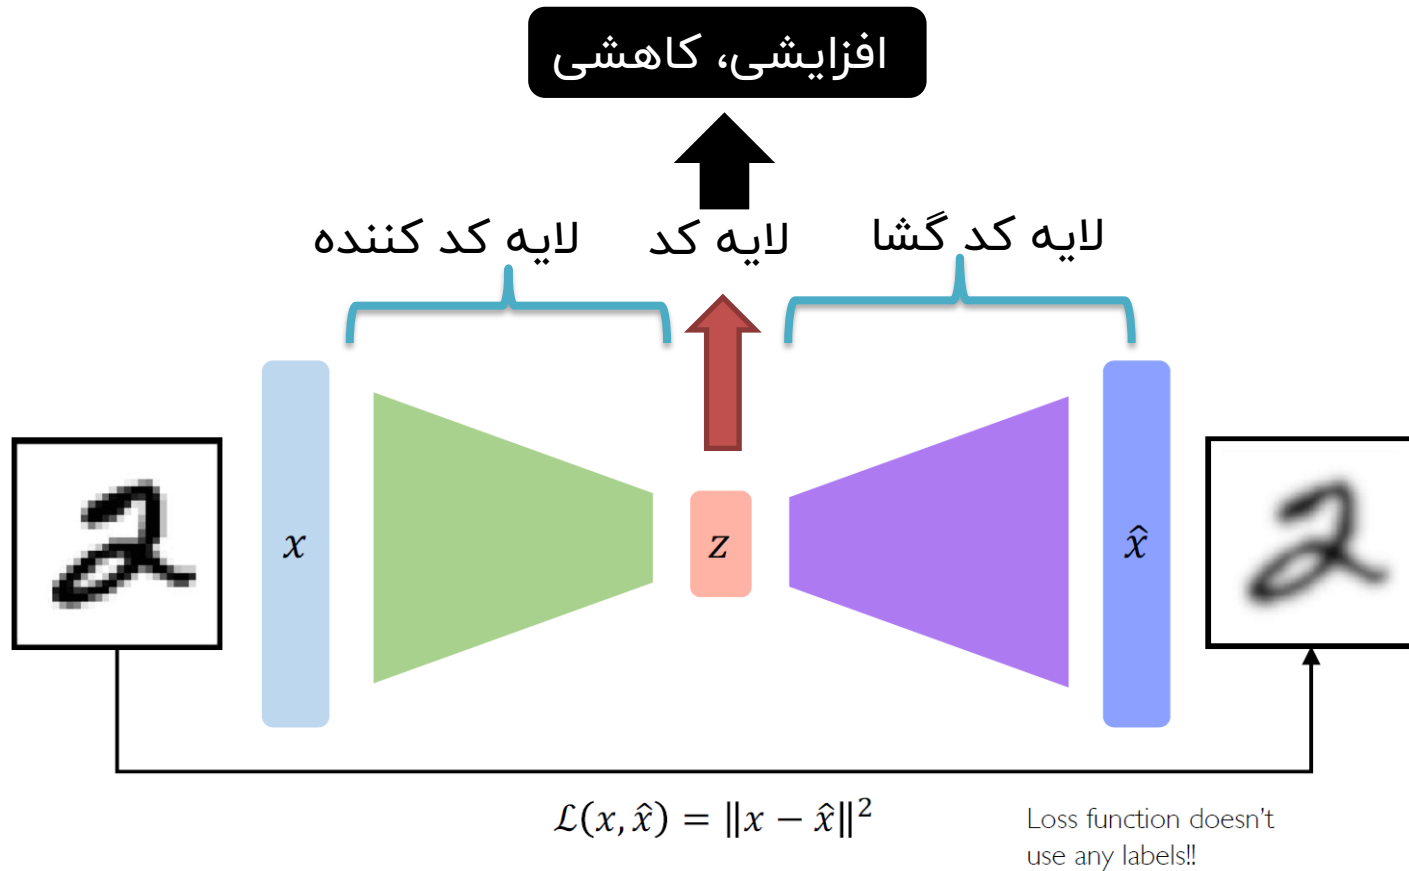 افزایشی، کاهشی
لایه کد کننده
لایه کد
لایه کد گشا
x
z
x̂
ℒ(x, x̂) = ‖x − x̂‖²
Loss function doesn't
use any labels!!